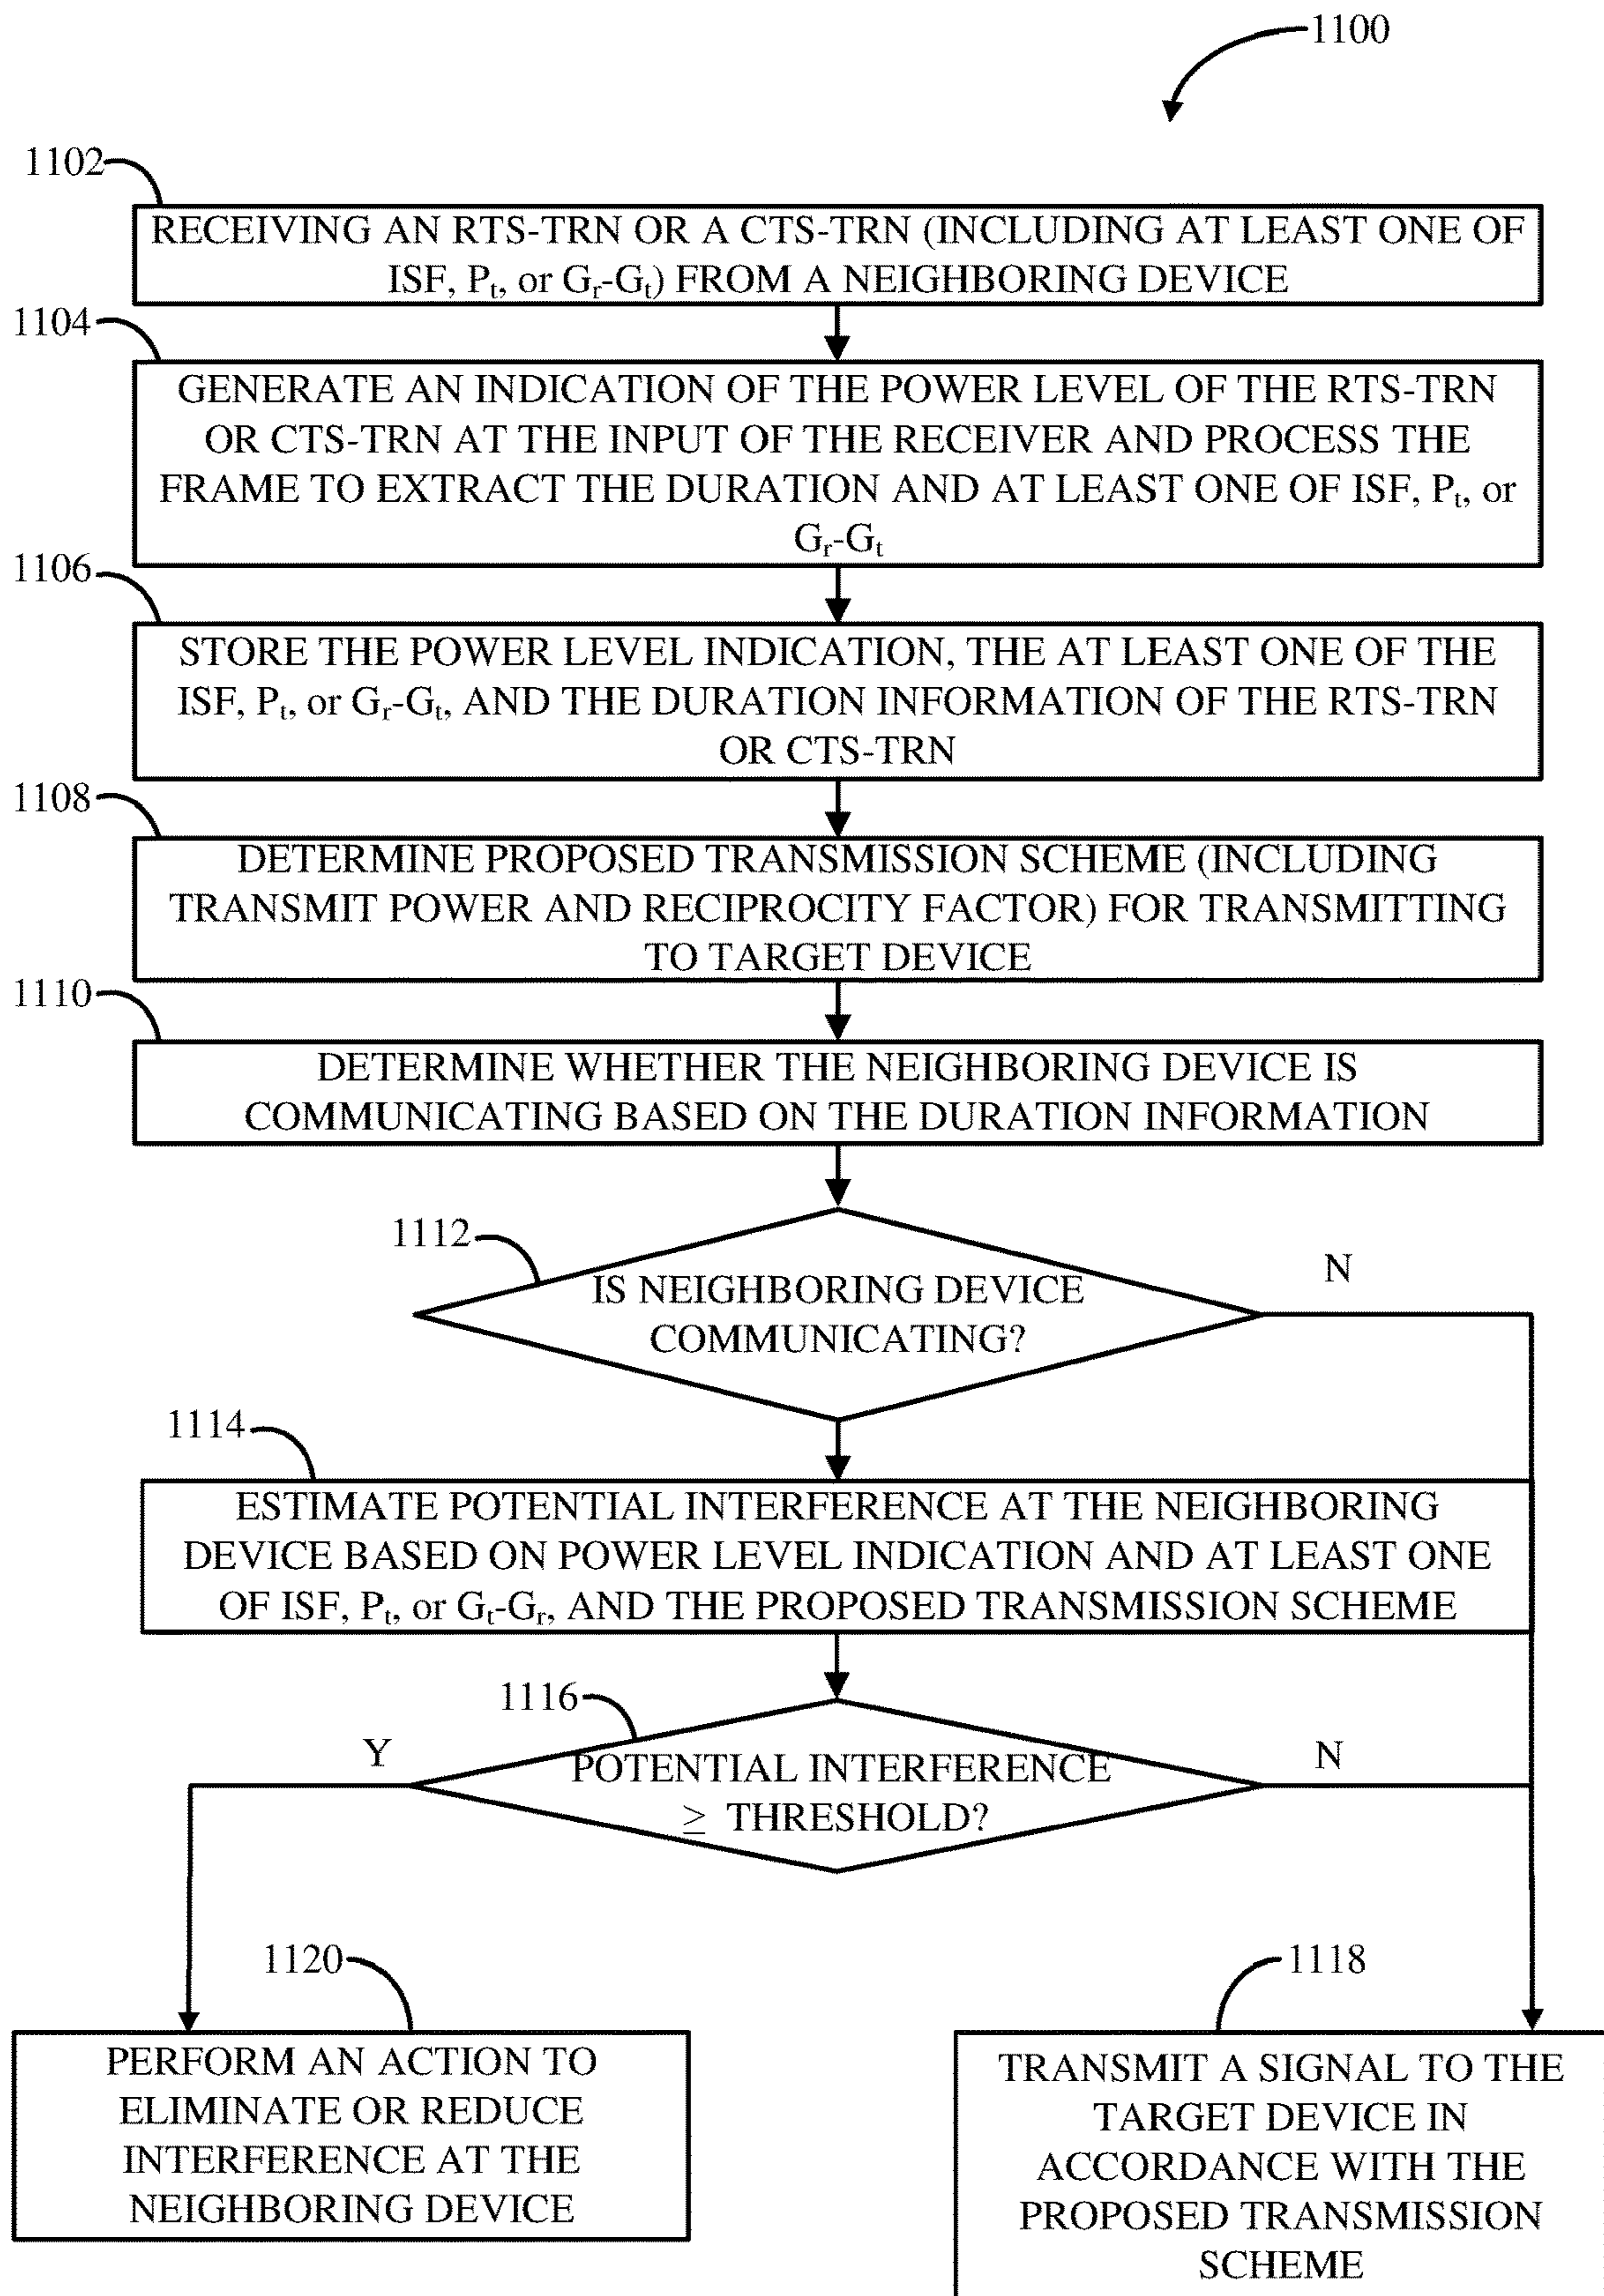 1100
1102
RECEIVING AN RTS-TRN OR A CTS-TRN (INCLUDING AT LEAST ONE OF
ISF, Pt, or Gr-Gt) FROM A NEIGHBORING DEVICE
1104
GENERATE AN INDICATION OF THE POWER LEVEL OF THE RTS-TRN
OR CTS-TRN AT THE INPUT OF THE RECEIVER AND PROCESS THE
FRAME TO EXTRACT THE DURATION AND AT LEAST ONE OF ISF, Pt, or
Gr-Gt
1106
STORE THE POWER LEVEL INDICATION, THE AT LEAST ONE OF THE
ISF, Pt, or Gr-Gt, AND THE DURATION INFORMATION OF THE RTS-TRN
OR CTS-TRN
1108
DETERMINE PROPOSED TRANSMISSION SCHEME (INCLUDING
TRANSMIT POWER AND RECIPROCITY FACTOR) FOR TRANSMITTING
TO TARGET DEVICE
1110
DETERMINE WHETHER THE NEIGHBORING DEVICE IS
COMMUNICATING BASED ON THE DURATION INFORMATION
1112
N
IS NEIGHBORING DEVICE
COMMUNICATING?
1114
ESTIMATE POTENTIAL INTERFERENCE AT THE NEIGHBORING
DEVICE BASED ON POWER LEVEL INDICATION AND AT LEAST ONE
OF ISF, Pt, or Gt-Gr, AND THE PROPOSED TRANSMISSION SCHEME
1116
Y
N
POTENTIAL INTERFERENCE
≥ THRESHOLD?
1120
PERFORM AN ACTION TO
ELIMINATE OR REDUCE
INTERFERENCE AT THE
NEIGHBORING DEVICE
1118
TRANSMIT A SIGNAL TO THE
TARGET DEVICE IN
ACCORDANCE WITH THE
PROPOSED TRANSMISSION
SCHEME